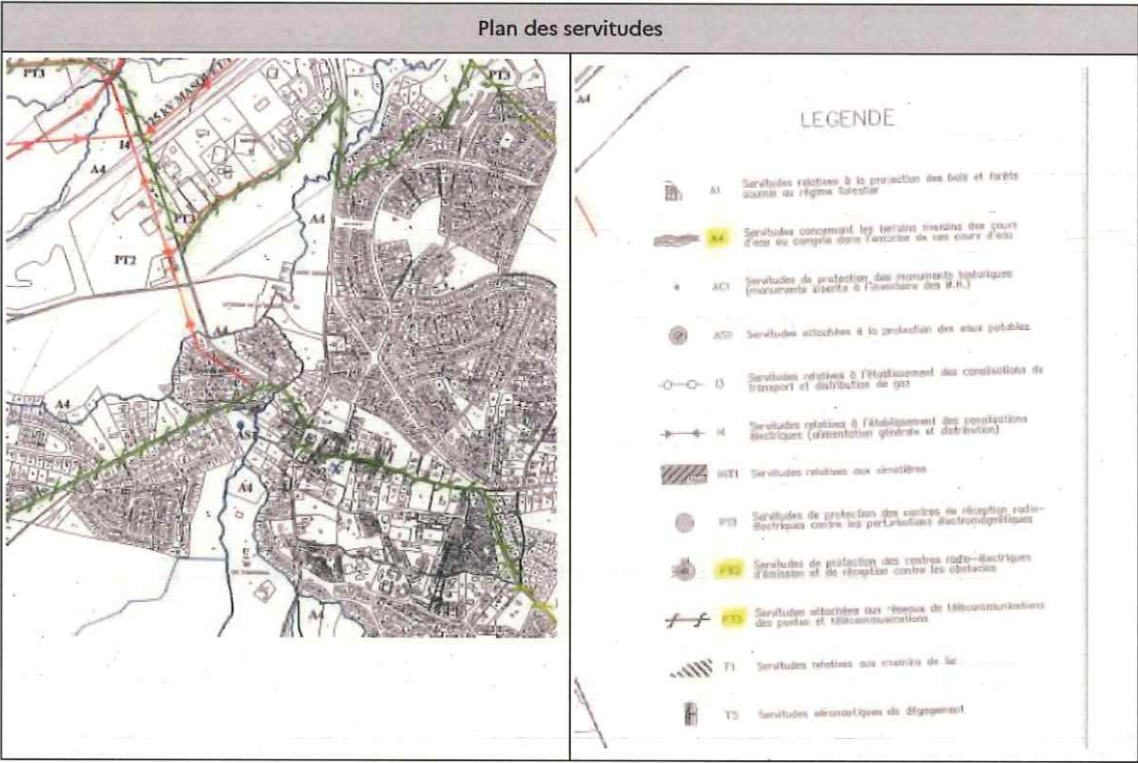 Plan des servitudes
PT3
PT3
I4
A4
A4
PT3
PT2
A4
A4
A4
A4
A4
LEGENDE
A1 Servitudes relatives à la protection des bois et forêts
soumis au régime forestier
A4 Servitudes concernant les terrains riverains des cours
d'eau ou compris dans l'emprise de ces cours d'eau
AC1 Servitudes de protection des monuments historiques
(monuments inscrits à l'inventaire des M.H.)
AS1 Servitudes attachées à la protection des eaux potables
I3 Servitudes relatives à l'établissement des canalisations de
transport et distribution de gaz
I4 Servitudes relatives à l'établissement des canalisations
électriques (alimentation générale et distribution)
INT1 Servitudes relatives aux cimetières
Servitudes de protection des centres de réception radio-
électriques contre les perturbations électromagnétiques
PT2 Servitudes de protection des centres radio-électriques
d'émission et de réception contre les obstacles
PT3 Servitudes attachées aux réseaux de télécommunications
des postes et télécommunications
T1 Servitudes relatives aux chemins de fer
T5 Servitudes aéronautiques de dégagement